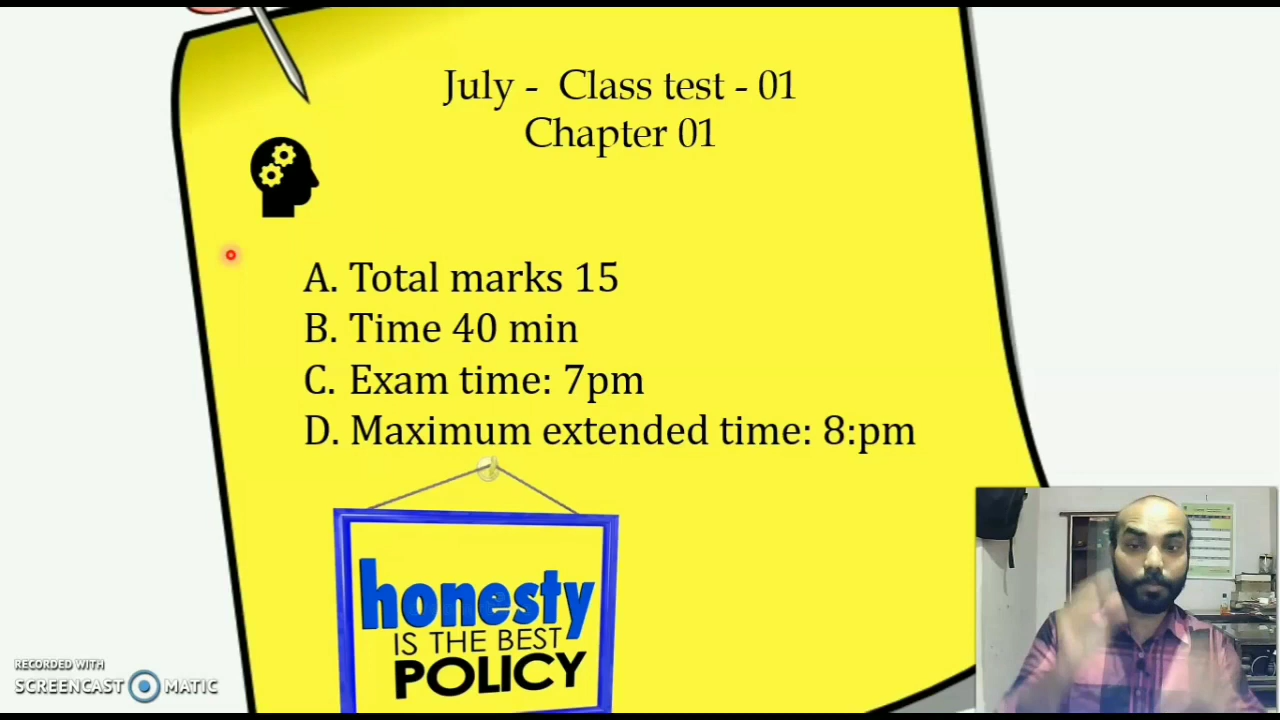 July - Class test - 01
Chapter 01
A. Total marks 15
B. Time 40 min
C. Exam time: 7pm
D. Maximum extended time: 8:pm
honesty
IS THE BEST
POLICY
RECORDED WITH
SCREENCAST MATIC